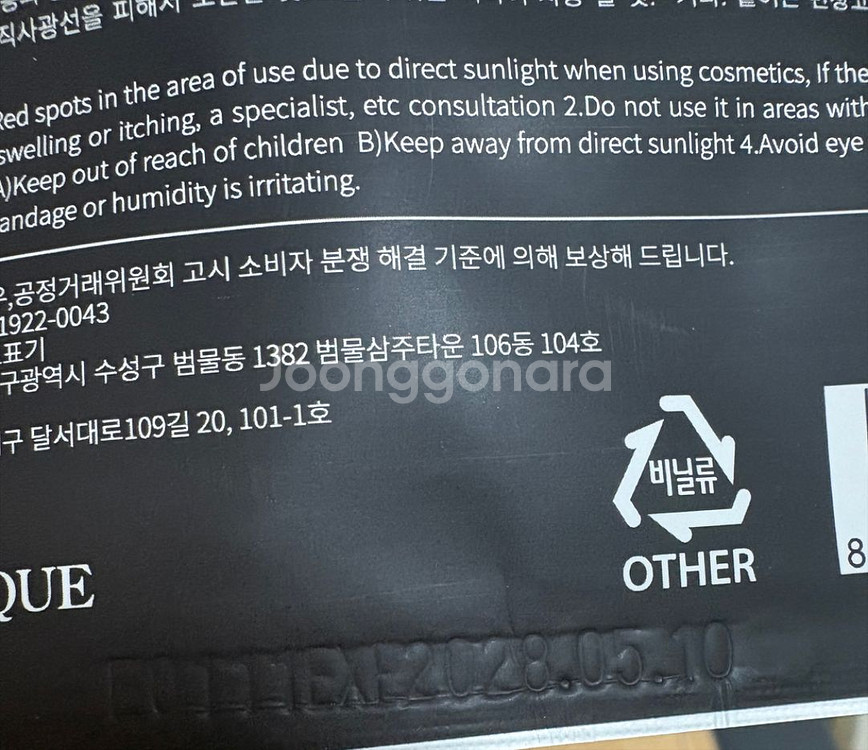 직사광선을 피해서
Red spots in the area of use due to direct sunlight when using cosmetics, If the
swelling or itching, a specialist, etc consultation 2.Do not use it in areas with
A)Keep out of reach of children B)Keep away from direct sunlight 4.Avoid eye
andage or humidity is irritating.
,공정거래위원회 고시 소비자 분쟁 해결 기준에 의해 보상해 드립니다.
1922-0043
표기
구광역시 수성구 범물동 1382 범물삼주타운 106동 104호
Joonggonara
구 달서대로109길 20, 101-1호
비닐류
OTHER
8
QUE
EXP2028.05.10